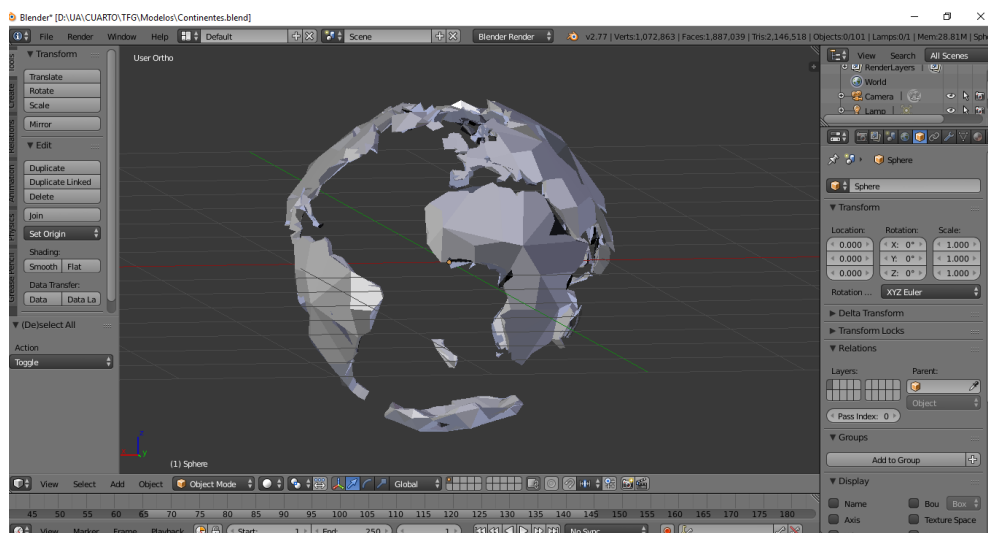 Blender* [D:\UA\CUARTO\TFG\Modelos\Continentes.blend]
File Render Window Help Default Scene Blender Render v2.77 | Verts:1,072,863 | Faces:1,887,039 | Tris:2,146,518 | Objects:0/101 | Lamps:0/1 | Mem:28.81M | Sph
Transform
Translate
Rotate
Scale
Mirror
Edit
Duplicate
Duplicate Linked
Delete
Join
Set Origin
Shading:
Smooth Flat
Data Transfer:
Data Data La
(De)select All
Action
Toggle
Tools
Create
Relations
Animation
Physics
User Ortho
z
y
(1) Sphere
View Select Add Object Object Mode Global
45 50 55 60 65 70 75 80 85 90 95 100 105 110 115 120 125 130 135 140 145 150 155 160 165 170 175 180
View Marker Frame Playback Start: 1 End: 250 1 No Sync
View Search All Scenes
RenderLayers
World
Camera
Lamp
Sphere
Sphere
Transform
Location: Rotation: Scale:
0.000 X: 0° 1.000
0.000 Y: 0° 1.000
0.000 Z: 0° 1.000
Rotation ... XYZ Euler
Delta Transform
Transform Locks
Relations
Layers: Parent:
Object
Pass Index: 0
Groups
Add to Group
Display
Name Bou Box
Axis Texture Space